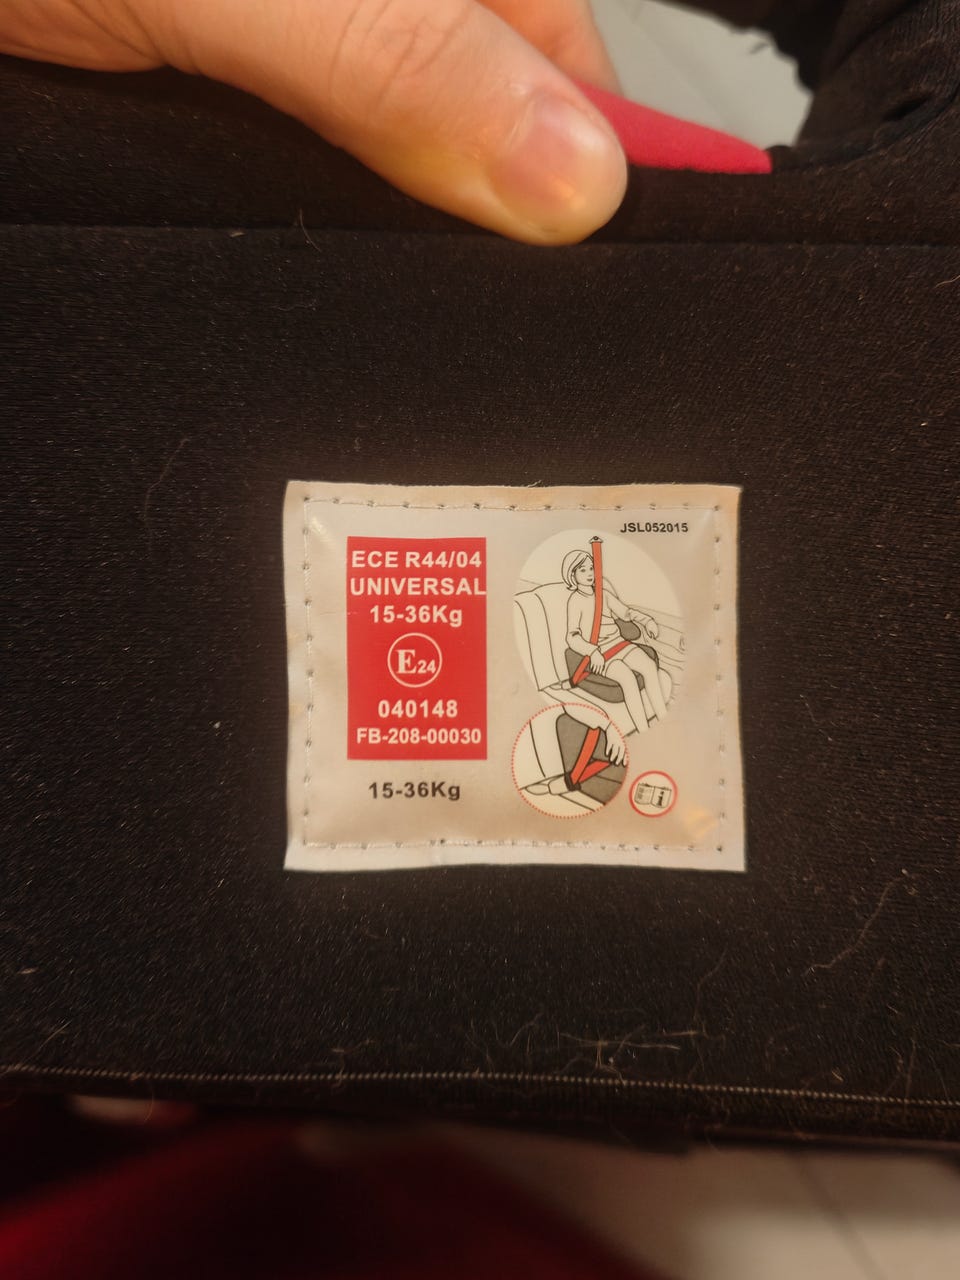 JSL052015
ECE R44/04
UNIVERSAL
15-36Kg
E24
040148
FB-208-00030
15-36Kg